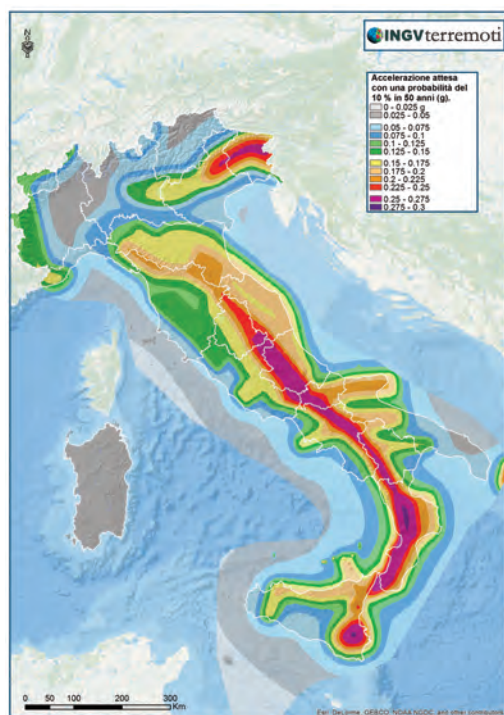 INGVterremoti
Accelerazione attesa
con una probabilità del
10 % in 50 anni (g).
0 - 0.025 g
0.025 - 0.05
0.05 - 0.075
0.075 - 0.1
0.1 - 0.125
0.125 - 0.15
0.15 - 0.175
0.175 - 0.2
0.2 - 0.225
0.225 - 0.25
0.25 - 0.275
0.275 - 0.3
0 50 100 200 300
Km